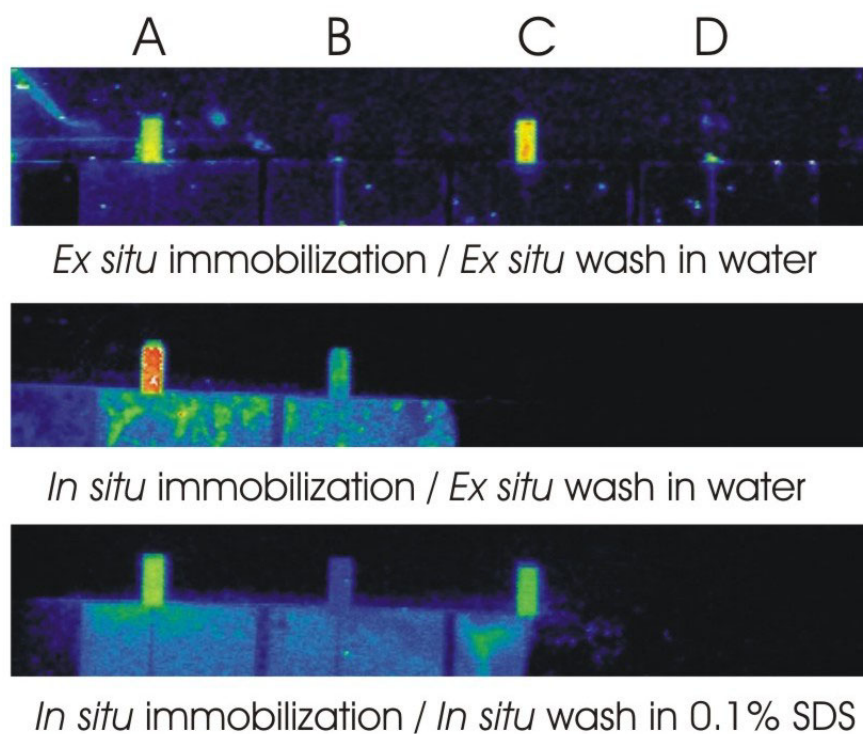 A B C D
Ex situ immobilization / Ex situ wash in water
In situ immobilization / Ex situ wash in water
In situ immobilization / In situ wash in 0.1% SDS